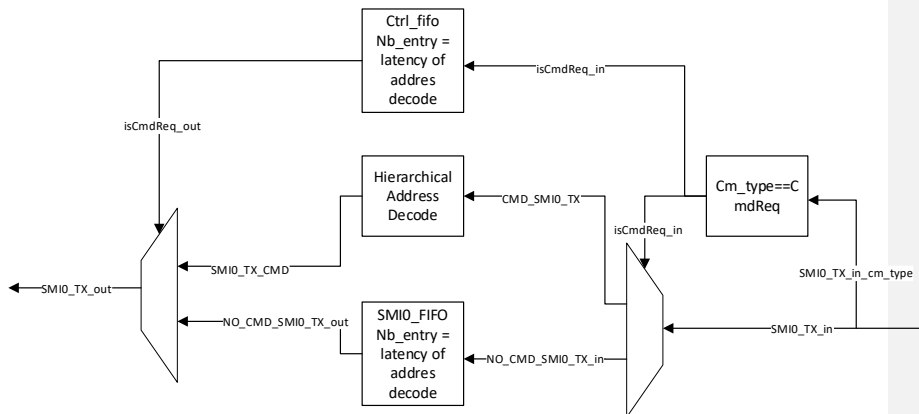 Ctrl_fifo
Nb_entry =
latency of
addres
decode
isCmdReq_in
isCmdReq_out
Hierarchical
Address
Decode
CMD_SMI0_TX
Cm_type==C
mdReq
isCmdReq_in
SMI0_TX_in_cm_type
SMI0_TX_CMD
SMI0_TX_out
NO_CMD_SMI0_TX_out
SMI0_FIFO
Nb_entry =
latency of
addres
decode
NO_CMD_SMI0_TX_in
SMI0_TX_in